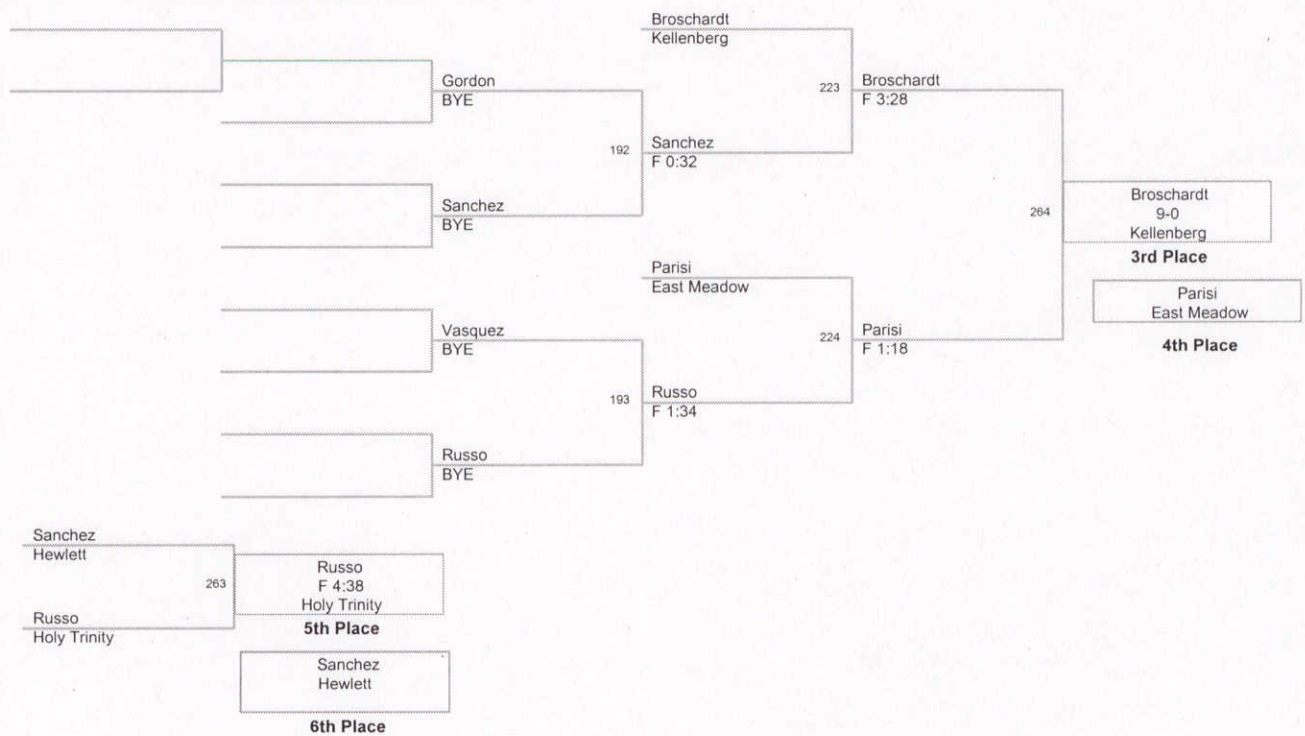 Broschardt
Kellenberg
Gordon
BYE
223
Broschardt
F 3:28
192
Sanchez
F 0:32
Sanchez
BYE
264
Broschardt
9-0
Kellenberg
3rd Place
Parisi
East Meadow
Parisi
East Meadow
4th Place
Vasquez
BYE
224
Parisi
F 1:18
193
Russo
F 1:34
Russo
BYE
Sanchez
Hewlett
263
Russo
F 4:38
Holy Trinity
5th Place
Russo
Holy Trinity
Sanchez
Hewlett
6th Place